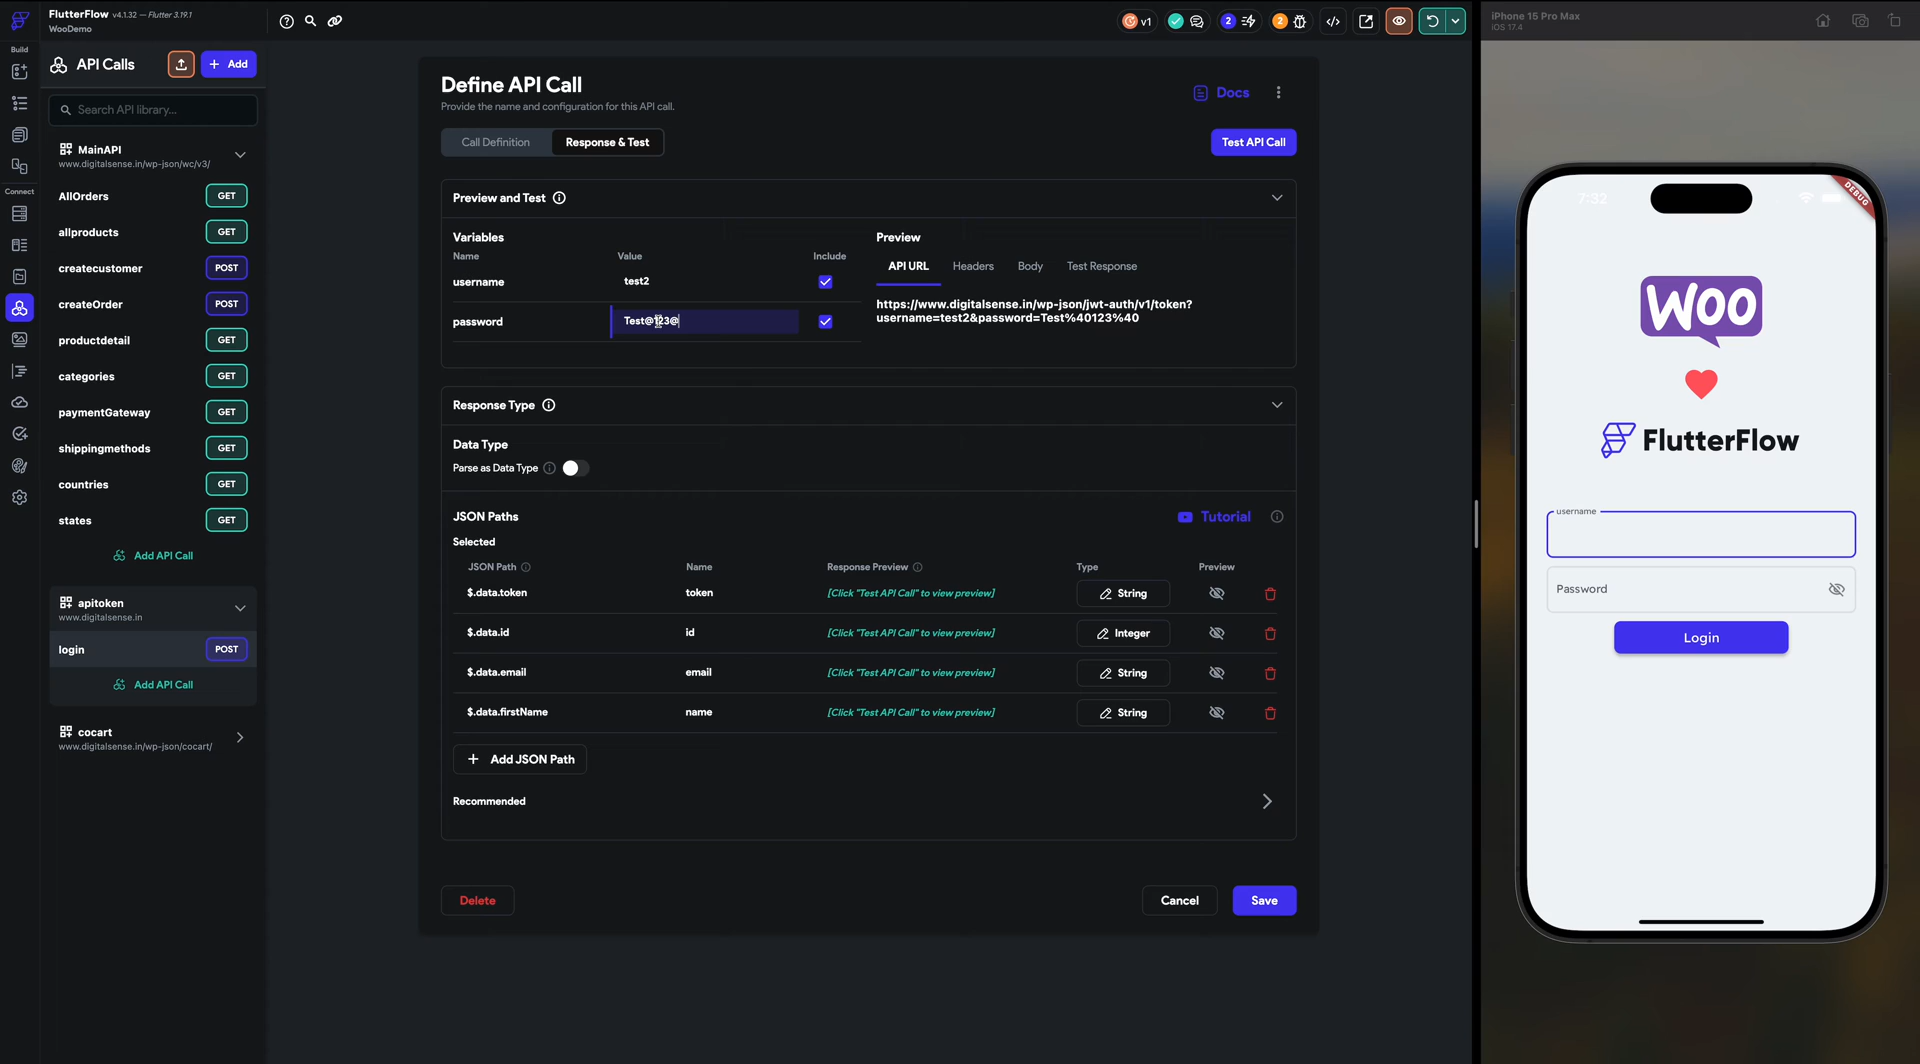 FlutterFlow v4.1.32 — Flutter 3.19.1
WooDemo
v1
2
2
iPhone 15 Pro Max
iOS 17.4
Build
Connect
API Calls
+ Add
Search API library...
MainAPI
www.digitalsense.in/wp-json/wc/v3/
AllOrders GET
allproducts GET
createcustomer POST
createOrder POST
productdetail GET
categories GET
paymentGateway GET
shippingmethods GET
countries GET
states GET
Add API Call
apitoken
www.digitalsense.in
login POST
Add API Call
cocart
www.digitalsense.in/wp-json/cocart/
Define API Call
Provide the name and configuration for this API call.
Docs
Call Definition Response & Test
Test API Call
Preview and Test
Variables
Name Value Include
username test2
password Test@123@
Preview
API URL Headers Body Test Response
https://www.digitalsense.in/wp-json/jwt-auth/v1/token?
username=test2&password=Test%40123%40
Response Type
Data Type
Parse as Data Type
JSON Paths
Tutorial
Selected
JSON Path Name Response Preview Type Preview
$.data.token token [Click "Test API Call" to view preview] String
$.data.id id [Click "Test API Call" to view preview] Integer
$.data.email email [Click "Test API Call" to view preview] String
$.data.firstName name [Click "Test API Call" to view preview] String
+ Add JSON Path
Recommended
Delete
Cancel
Save
7:32
DEBUG
WOO
FlutterFlow
username
Password
Login